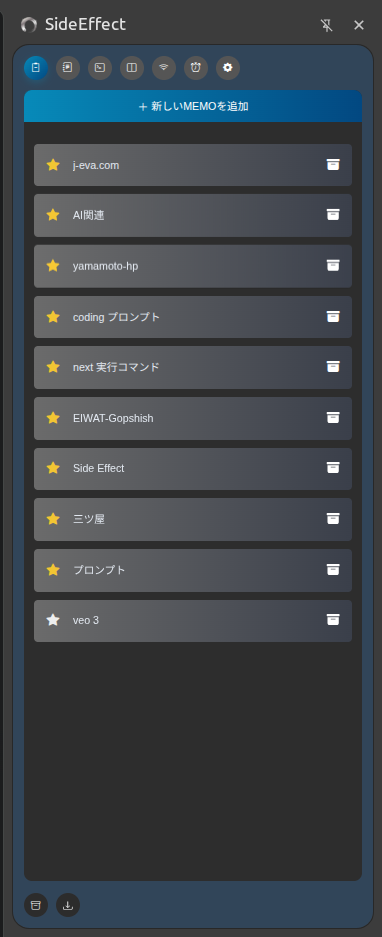 SideEffect
+ 新しいMEMOを追加
j-eva.com
AI関連
yamamoto-hp
coding プロンプト
next 実行コマンド
EIWAT-Gopshish
Side Effect
三ツ屋
プロンプト
veo 3